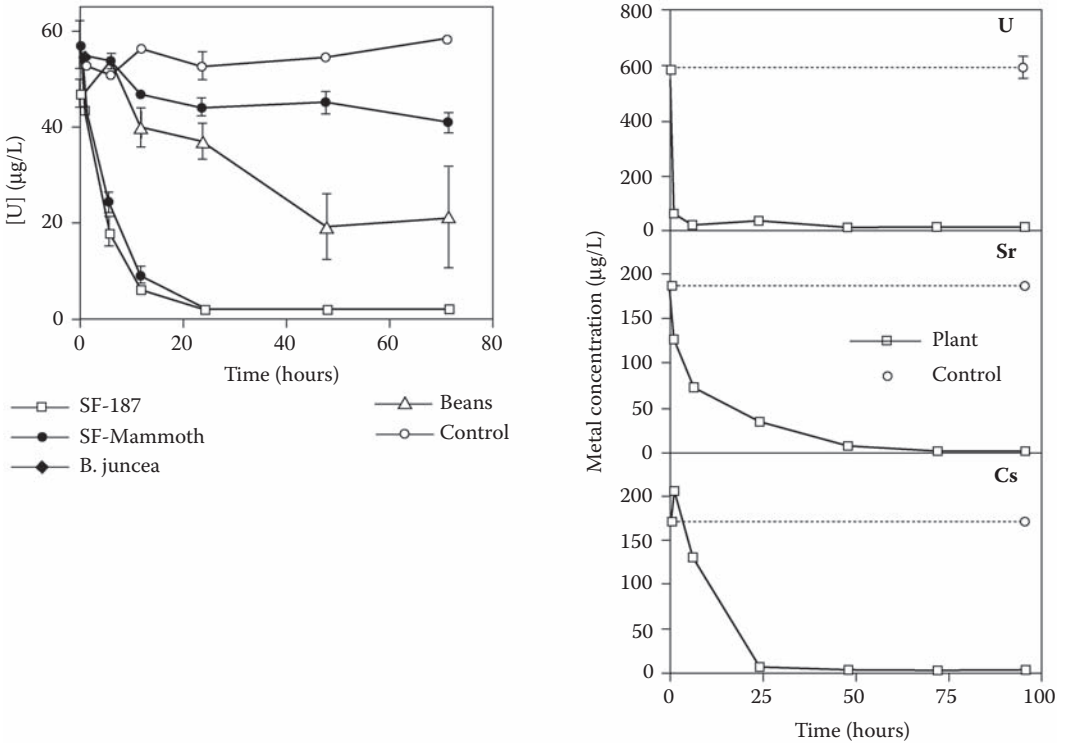 60
40
20
0
[U] (µg/L)
0 20 40 60 80
Time (hours)
SF-187
SF-Mammoth
B. juncea
Beans
Control
800
600
400
200
0
U
200
150
100
50
0
Sr
Plant
Control
200
150
100
50
0
Cs
Metal concentration (µg/L)
0 25 50 75 100
Time (hours)